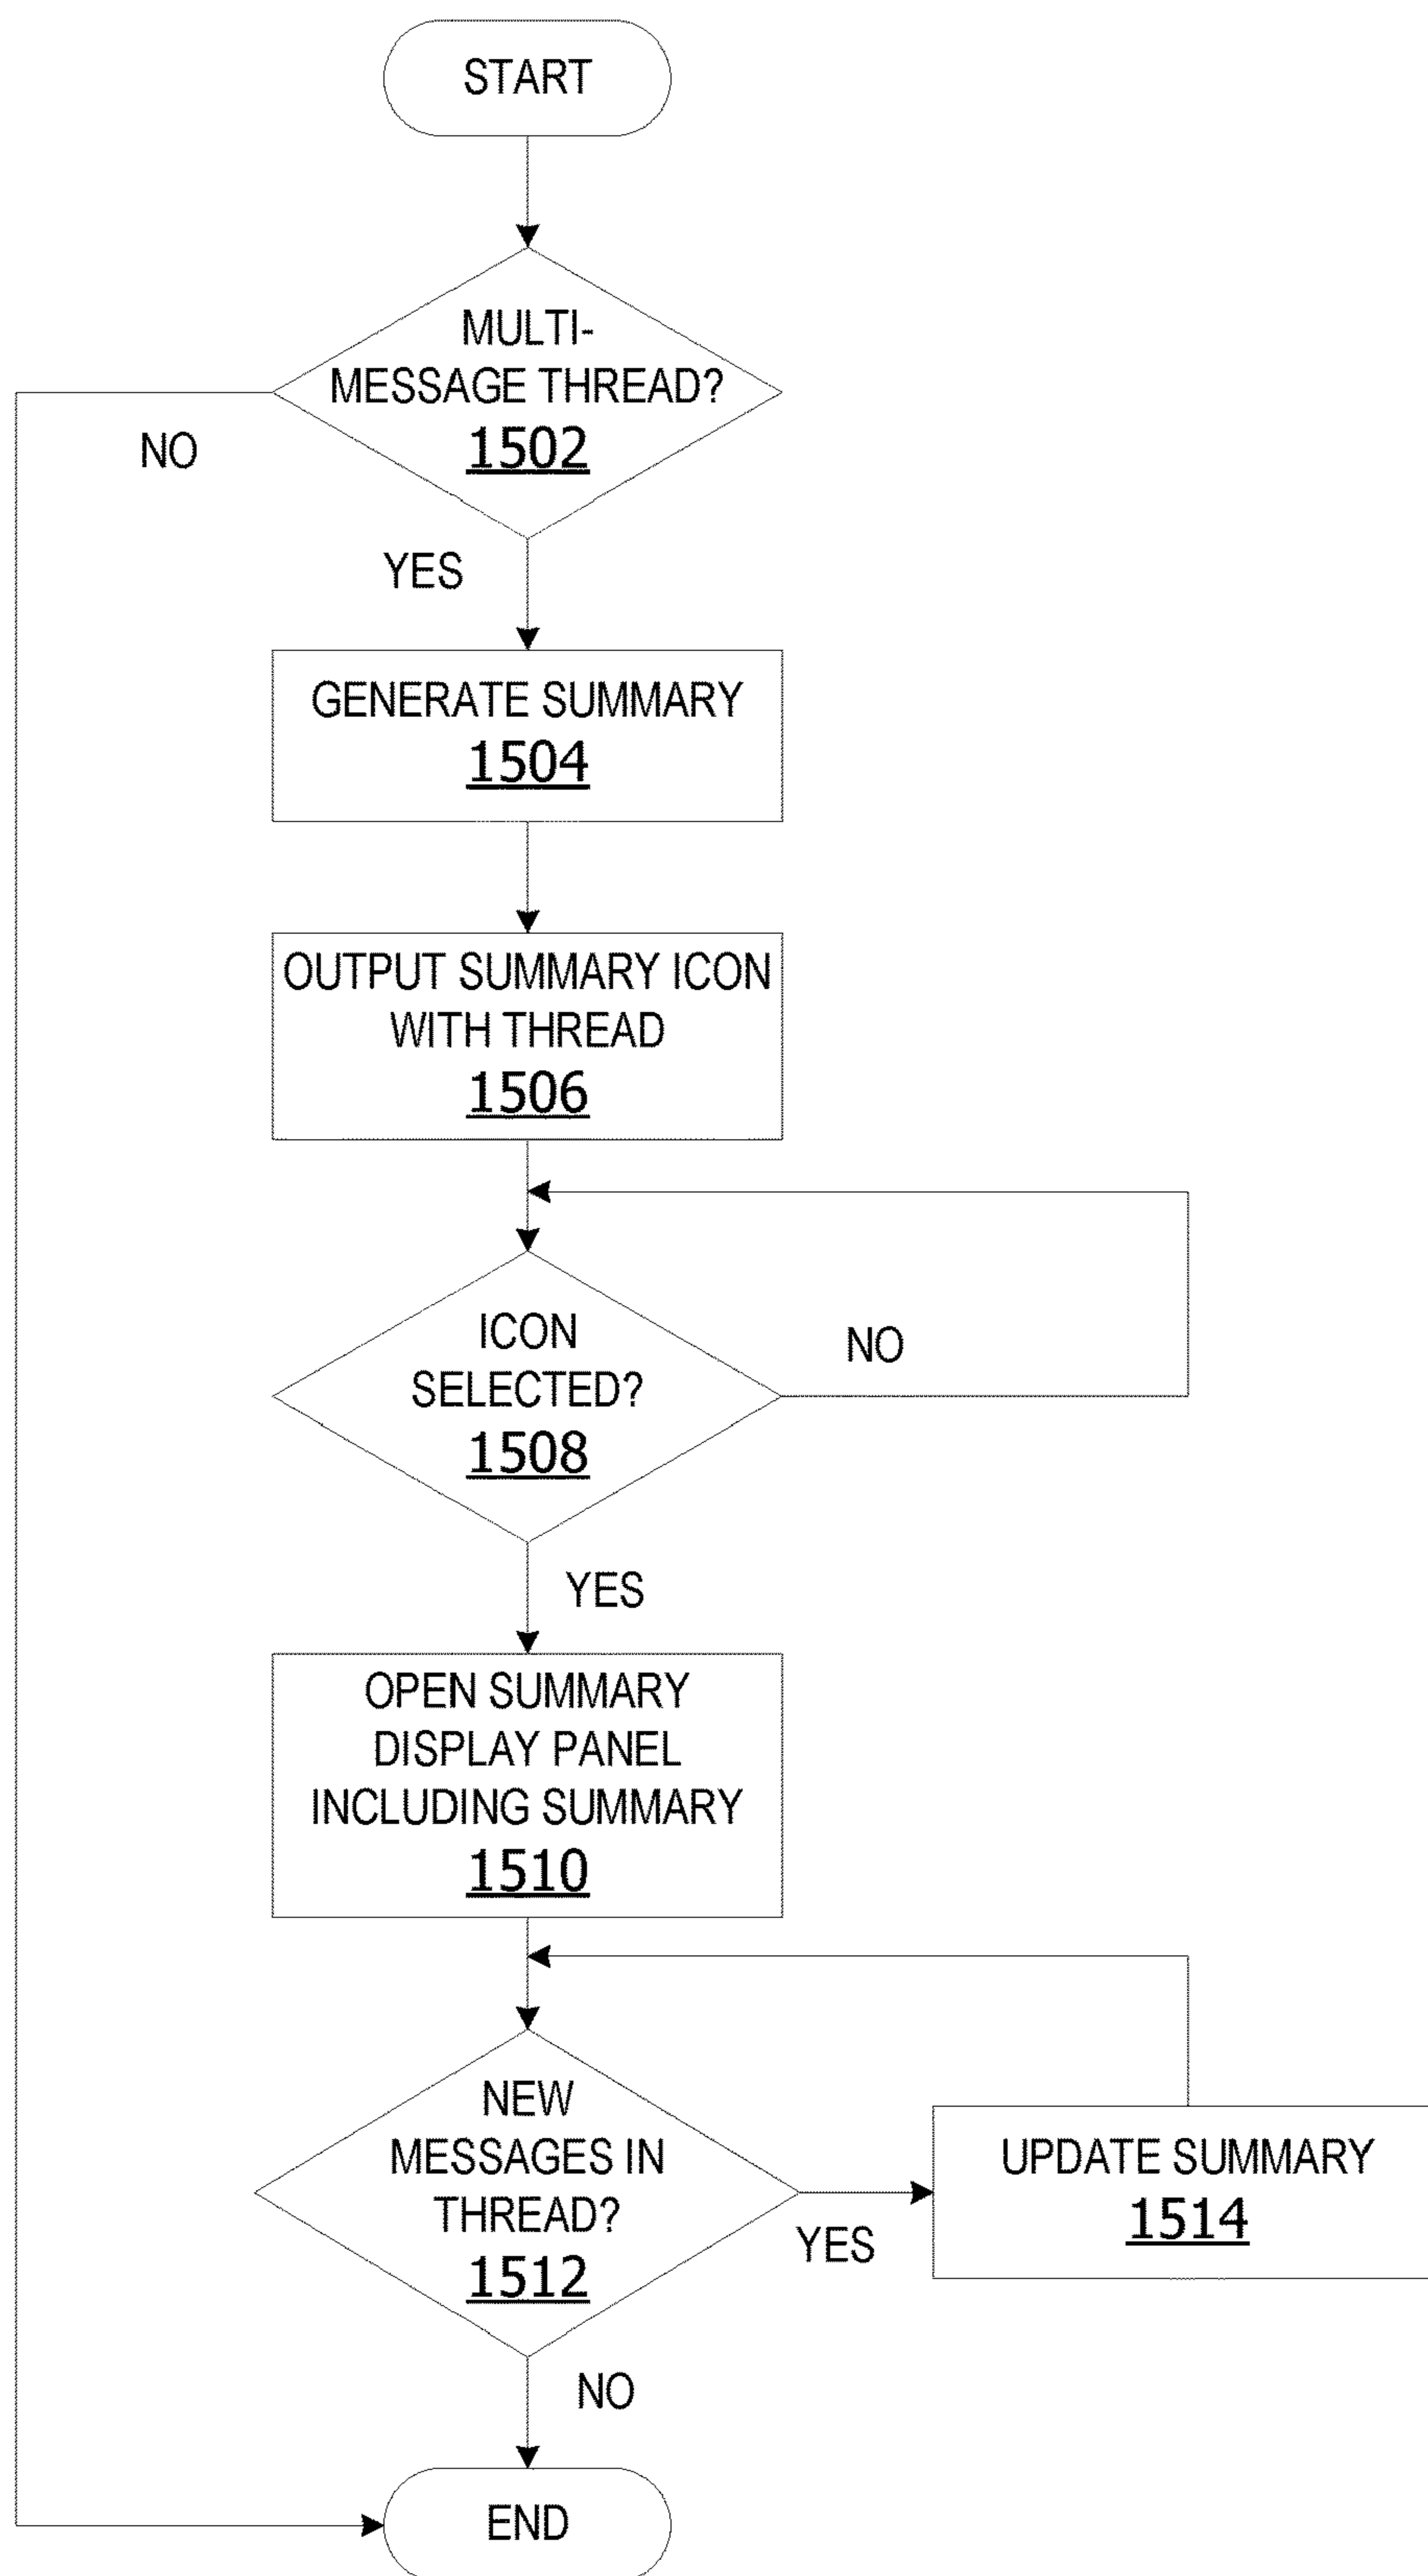 START
MULTI-
MESSAGE THREAD?
1502
NO
YES
GENERATE SUMMARY
1504
OUTPUT SUMMARY ICON
WITH THREAD
1506
ICON
SELECTED?
1508
NO
YES
OPEN SUMMARY
DISPLAY PANEL
INCLUDING SUMMARY
1510
NEW
MESSAGES IN
THREAD?
1512
YES
UPDATE SUMMARY
1514
NO
END